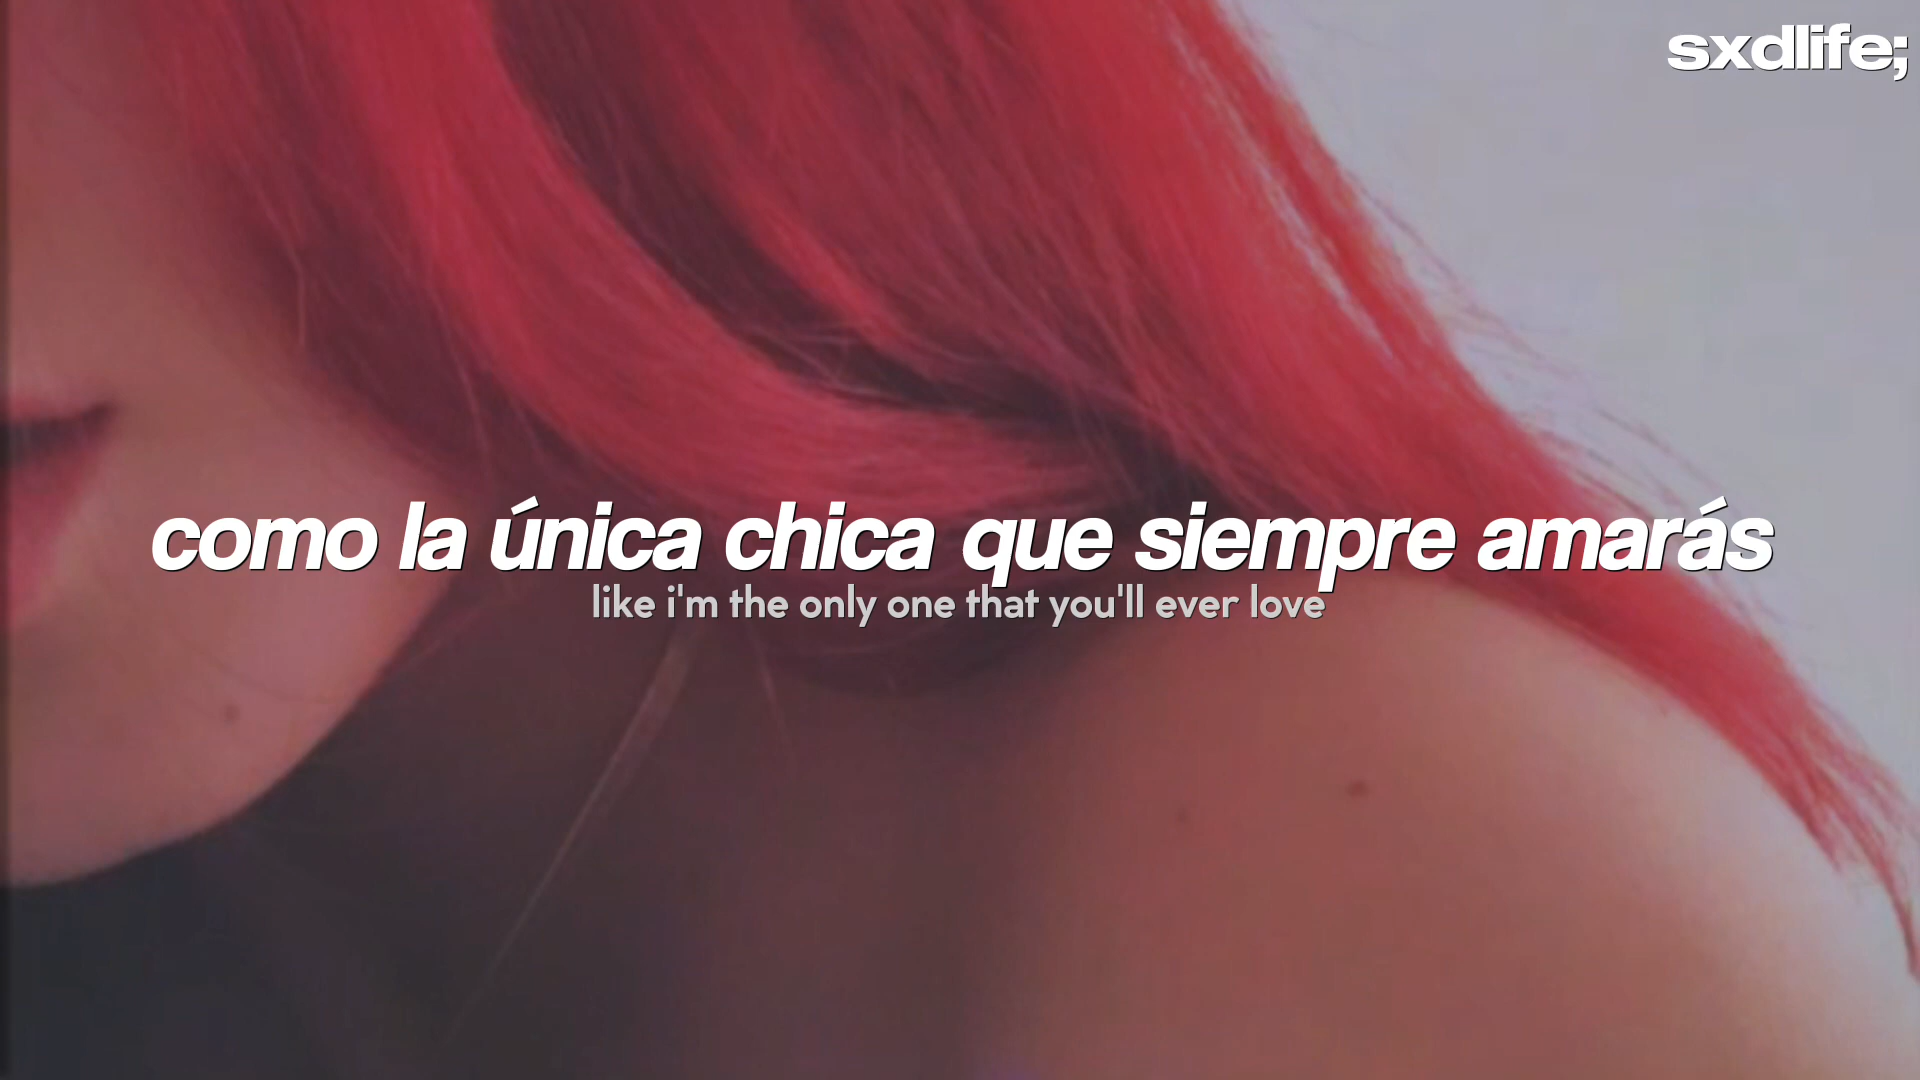 sxdlife;
como la única chica que siempre amarás
like i'm the only one that you'll ever love